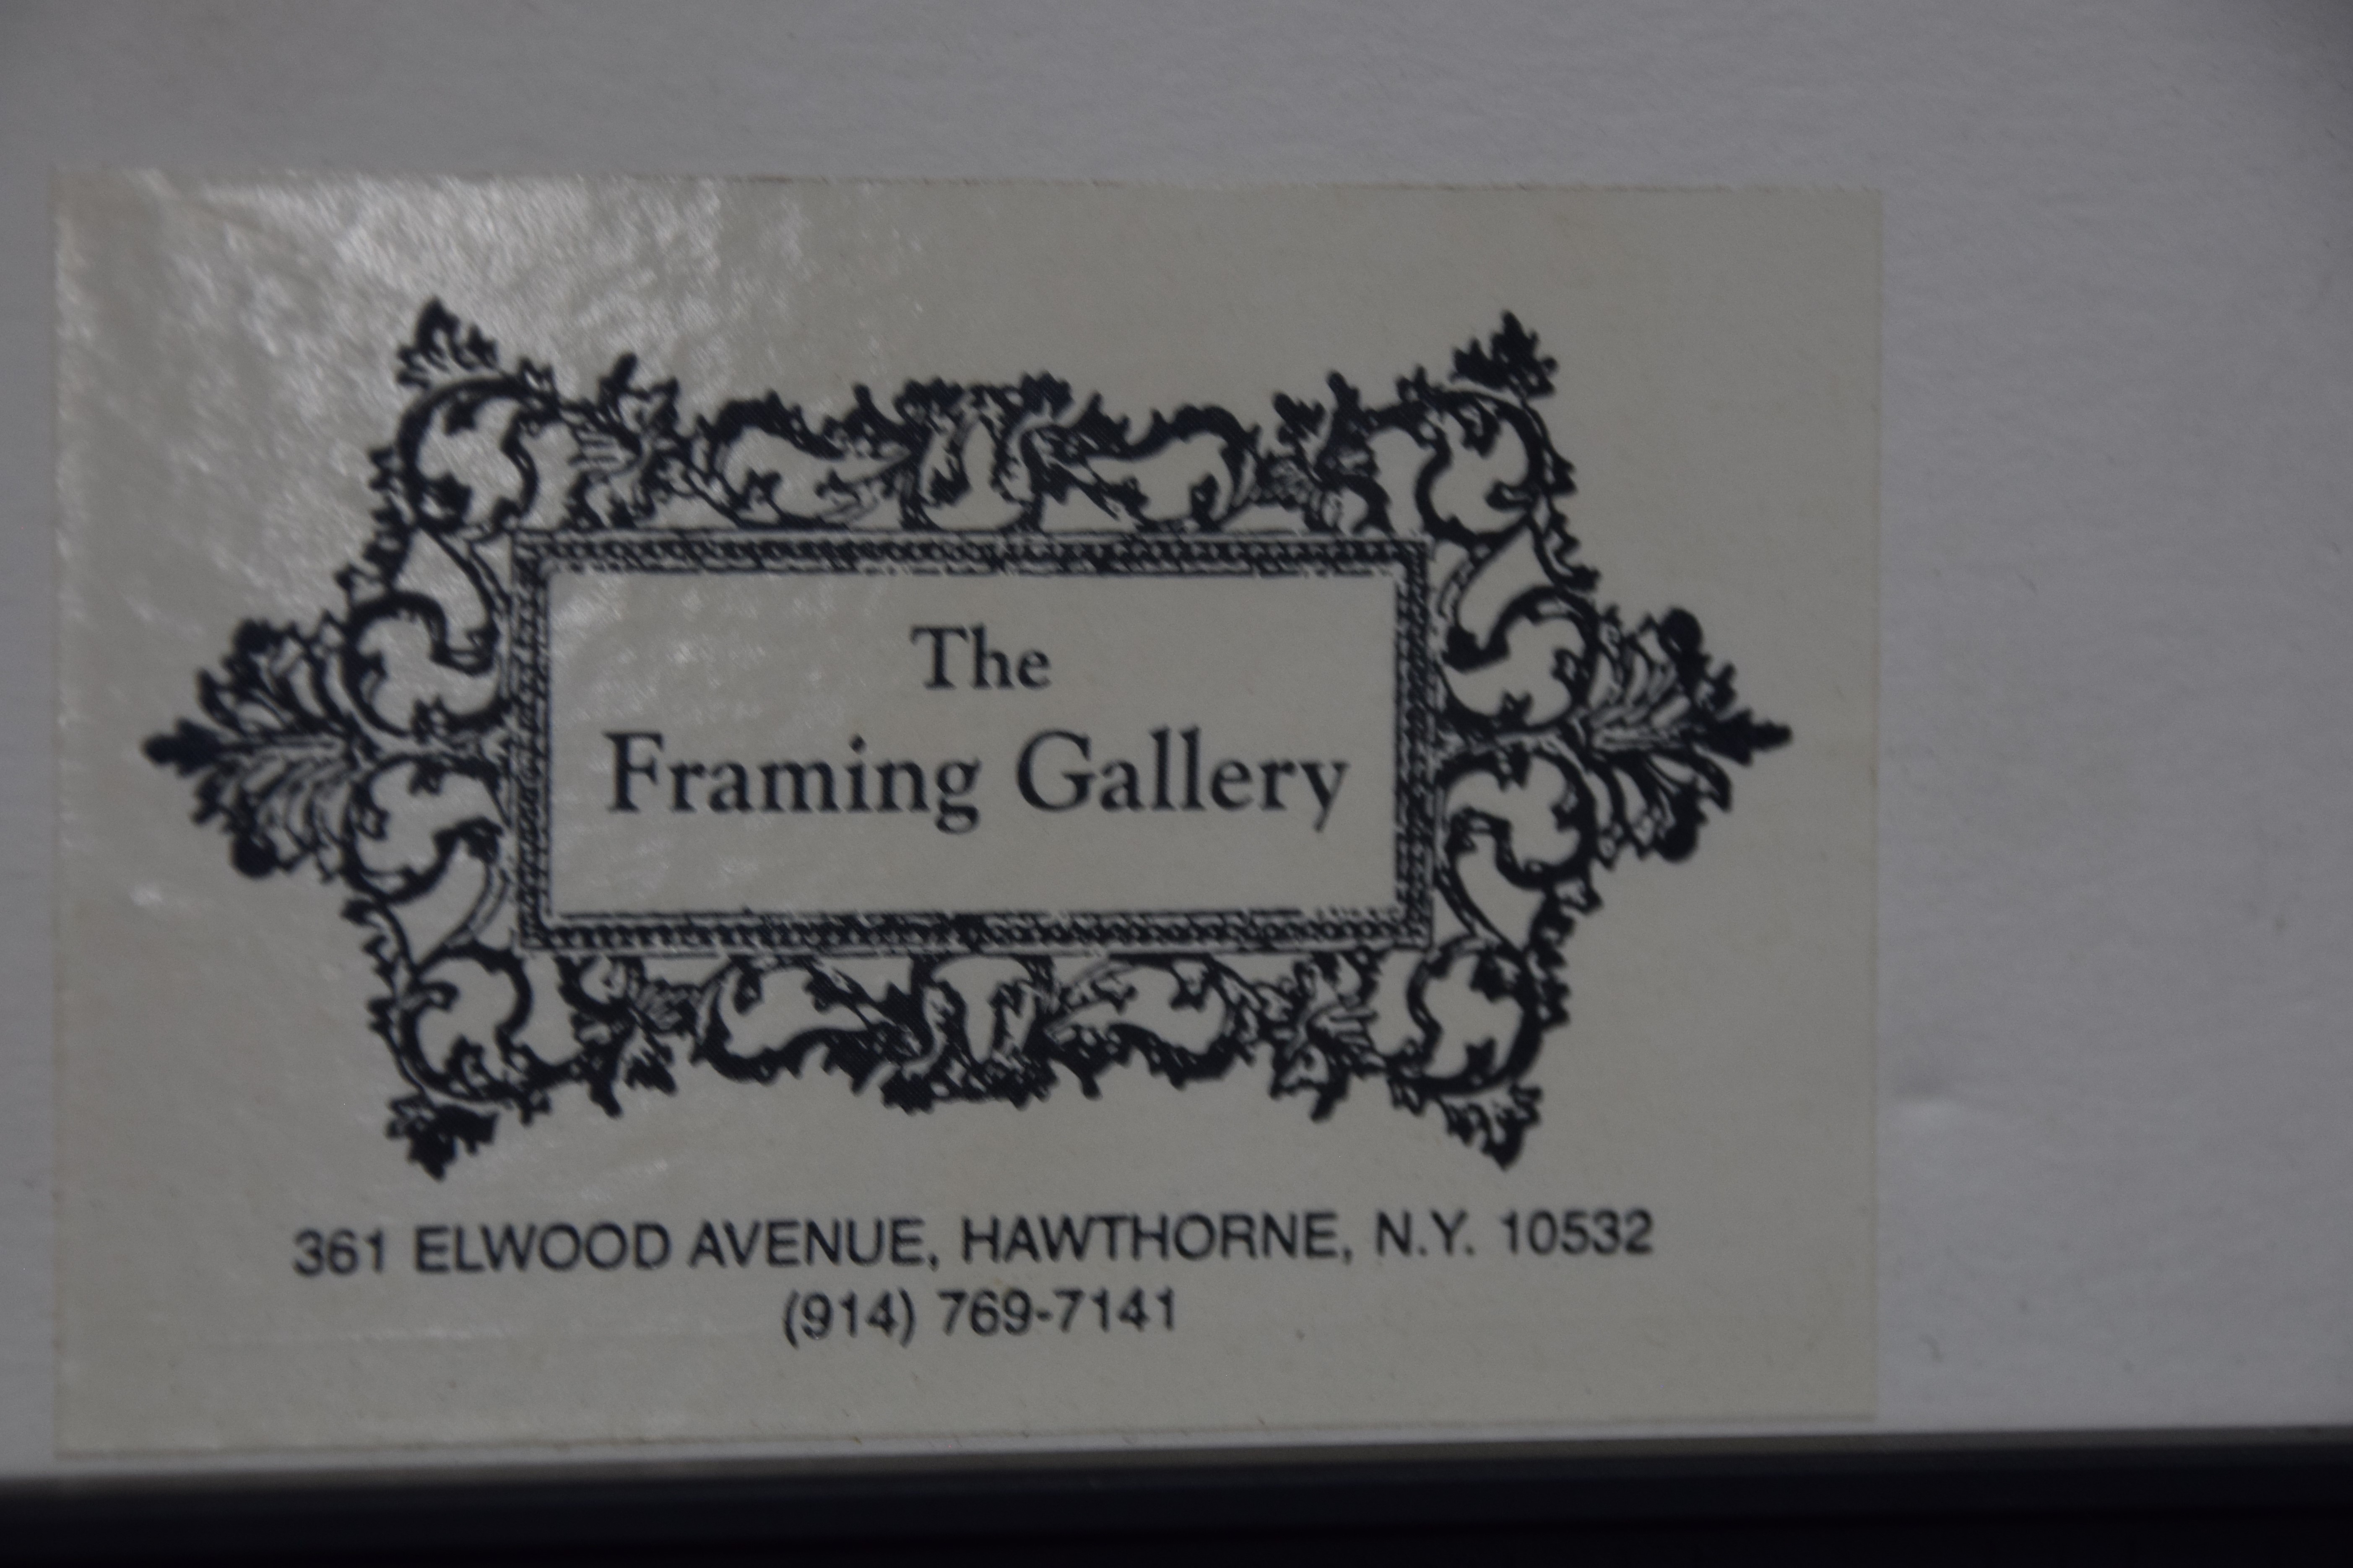 The
Framing Gallery
361 ELWOOD AVENUE, HAWTHORNE, N.Y. 10532
(914) 769-7141